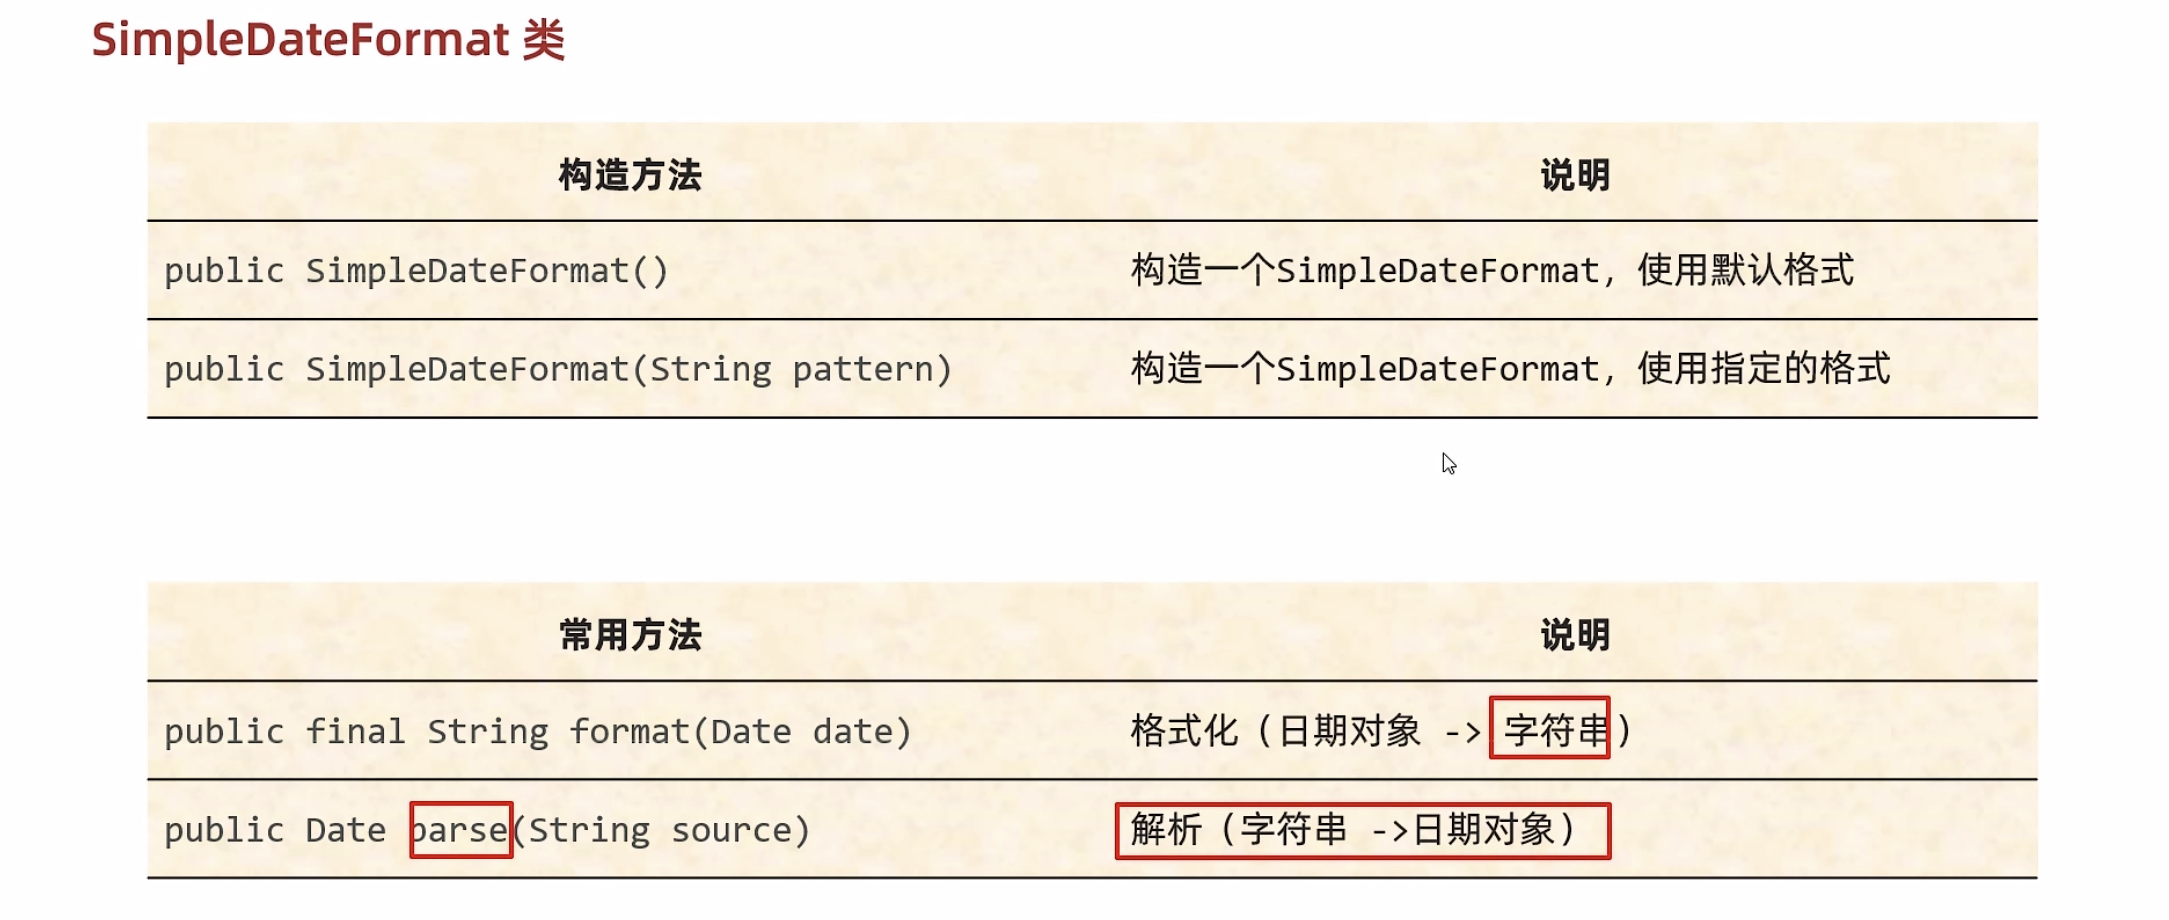 SimpleDateFormat 类
构造方法 说明
public SimpleDateFormat() 构造一个SimpleDateFormat，使用默认格式
public SimpleDateFormat(String pattern) 构造一个SimpleDateFormat，使用指定的格式
常用方法 说明
public final String format(Date date) 格式化（日期对象 -> 字符串）
public Date parse(String source) 解析（字符串 ->日期对象）